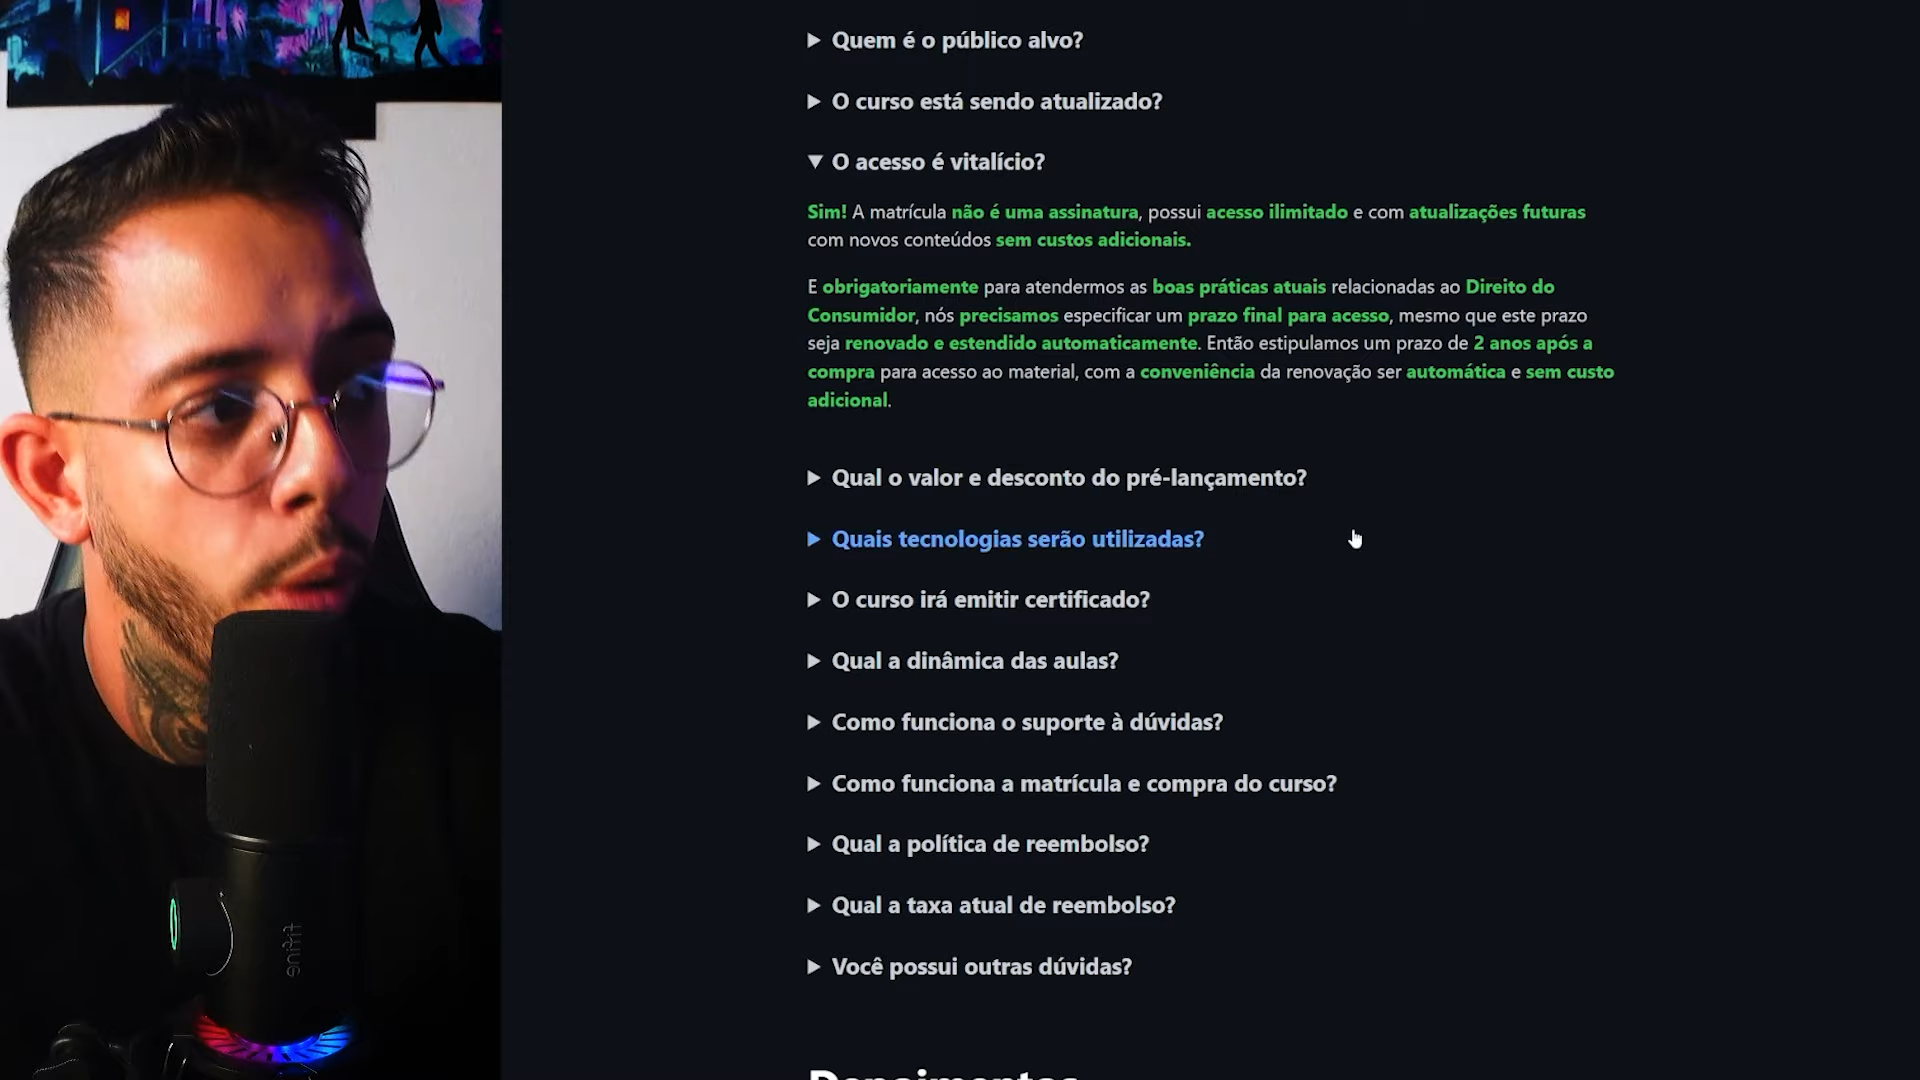 Quem é o público alvo?
O curso está sendo atualizado?
O acesso é vitalício?
Sim! A matrícula não é uma assinatura, possui acesso ilimitado e com atualizações futuras
com novos conteúdos sem custos adicionais.
E obrigatoriamente para atendermos as boas práticas atuais relacionadas ao Direito do
Consumidor, nós precisamos especificar um prazo final para acesso, mesmo que este prazo
seja renovado e estendido automaticamente. Então estipulamos um prazo de 2 anos após a
compra para acesso ao material, com a conveniência da renovação ser automática e sem custo
adicional.
Qual o valor e desconto do pré-lançamento?
Quais tecnologias serão utilizadas?
O curso irá emitir certificado?
Qual a dinâmica das aulas?
Como funciona o suporte à dúvidas?
Como funciona a matrícula e compra do curso?
Qual a política de reembolso?
Qual a taxa atual de reembolso?
Você possui outras dúvidas?
Depoimentos
fifine